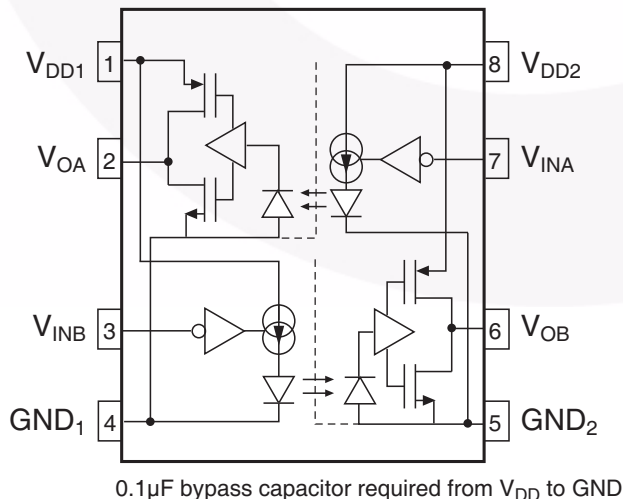 V_DD1 1
8 V_DD2
V_OA 2
7 V_INA
V_INB 3
6 V_OB
GND_1 4
5 GND_2
0.1µF bypass capacitor required from V_DD to GND